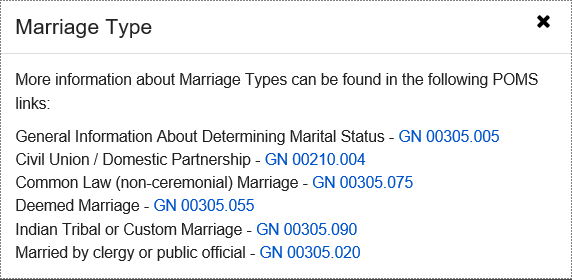 Marriage Type
More information about Marriage Types can be found in the following POMS
links:
General Information About Determining Marital Status - GN 00305.005
Civil Union / Domestic Partnership - GN 00210.004
Common Law (non-ceremonial) Marriage - GN 00305.075
Deemed Marriage - GN 00305.055
Indian Tribal or Custom Marriage - GN 00305.090
Married by clergy or public official - GN 00305.020